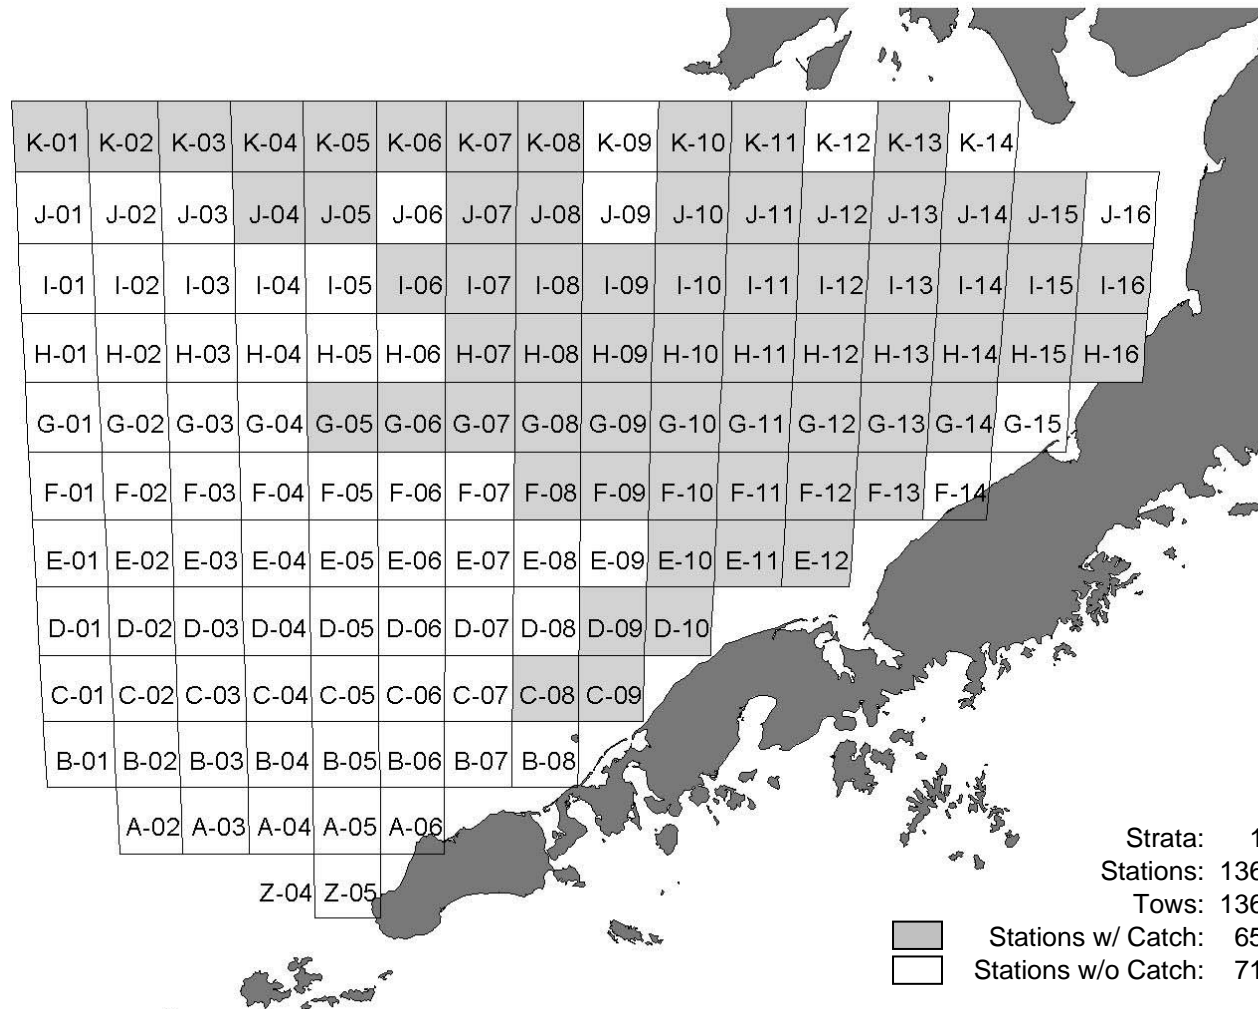 K-01 K-02 K-03 K-04 K-05 K-06 K-07 K-08 K-09 K-10 K-11 K-12 K-13 K-14
J-01 J-02 J-03 J-04 J-05 J-06 J-07 J-08 J-09 J-10 J-11 J-12 J-13 J-14 J-15 J-16
I-01 I-02 I-03 I-04 I-05 I-06 I-07 I-08 I-09 I-10 I-11 I-12 I-13 I-14 I-15 I-16
H-01 H-02 H-03 H-04 H-05 H-06 H-07 H-08 H-09 H-10 H-11 H-12 H-13 H-14 H-15 H-16
G-01 G-02 G-03 G-04 G-05 G-06 G-07 G-08 G-09 G-10 G-11 G-12 G-13 G-14 G-15
F-01 F-02 F-03 F-04 F-05 F-06 F-07 F-08 F-09 F-10 F-11 F-12 F-13 F-14
E-01 E-02 E-03 E-04 E-05 E-06 E-07 E-08 E-09 E-10 E-11 E-12
D-01 D-02 D-03 D-04 D-05 D-06 D-07 D-08 D-09 D-10
C-01 C-02 C-03 C-04 C-05 C-06 C-07 C-08 C-09
B-01 B-02 B-03 B-04 B-05 B-06 B-07 B-08
A-02 A-03 A-04 A-05 A-06
Z-04 Z-05
Strata: 1
Stations: 136
Tows: 136
Stations w/ Catch: 65
Stations w/o Catch: 71